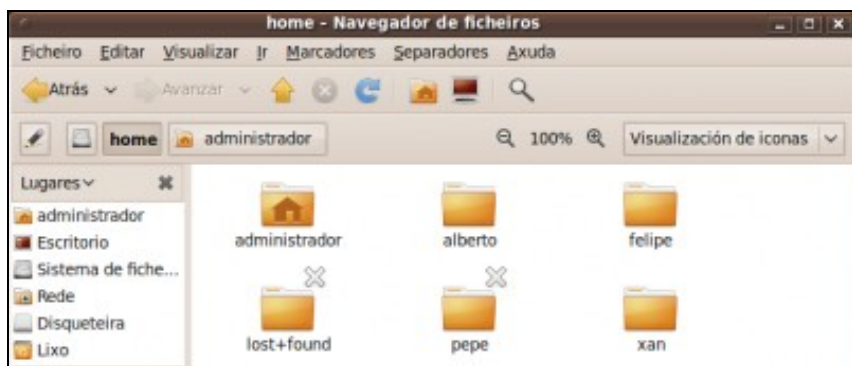 home - Navegador de ficheiros
Ficheiro Editar Visualizar Ir Marcadores Separadores Axuda
Atrás Avanzar
home administrador 100% Visualización de iconas
Lugares
administrador
Escritorio
Sistema de fiche...
Rede
Disqueteira
Lixo
administrador alberto felipe
lost+found pepe xan